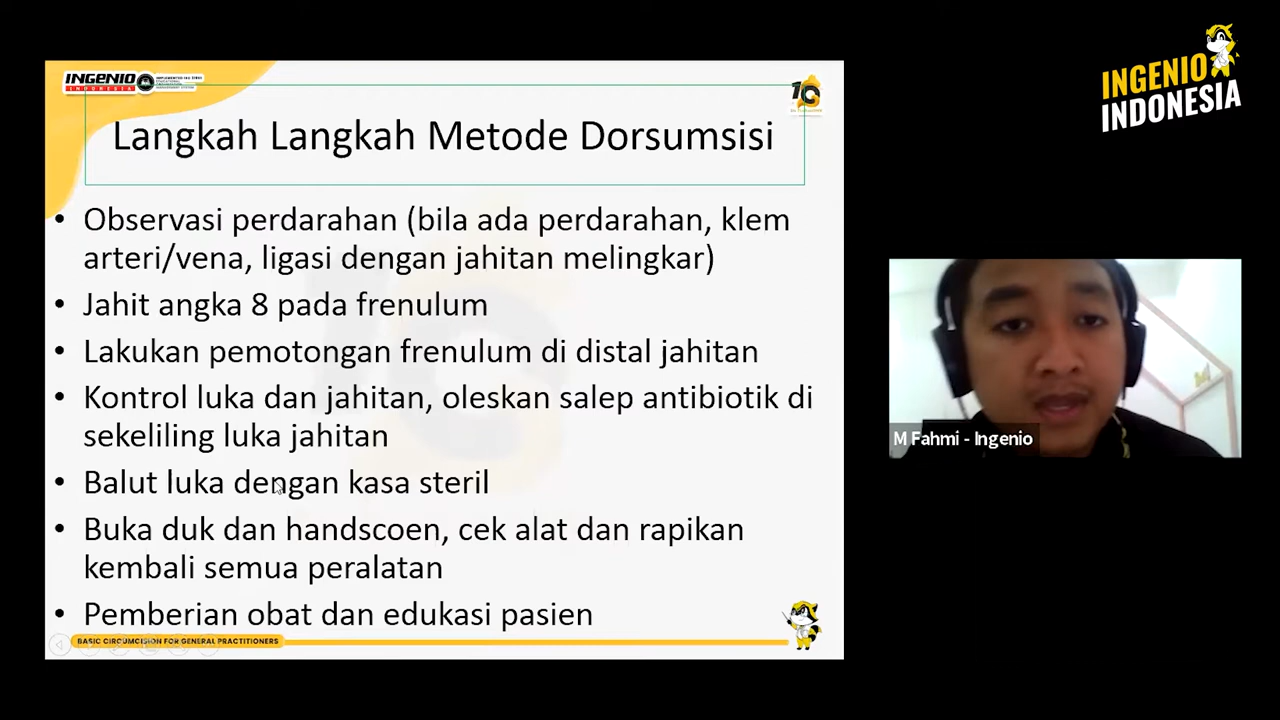 INGENIO
INDONESIA
INGENIO
INDONESIA
Langkah Langkah Metode Dorsumsisi
• Observasi perdarahan (bila ada perdarahan, klem
arteri/vena, ligasi dengan jahitan melingkar)
• Jahit angka 8 pada frenulum
• Lakukan pemotongan frenulum di distal jahitan
• Kontrol luka dan jahitan, oleskan salep antibiotik di
sekeliling luka jahitan
• Balut luka dengan kasa steril
• Buka duk dan handscoen, cek alat dan rapikan
kembali semua peralatan
• Pemberian obat dan edukasi pasien
BASIC CIRCUMCISION FOR GENERAL PRACTITIONERS
M Fahmi - Ingenio